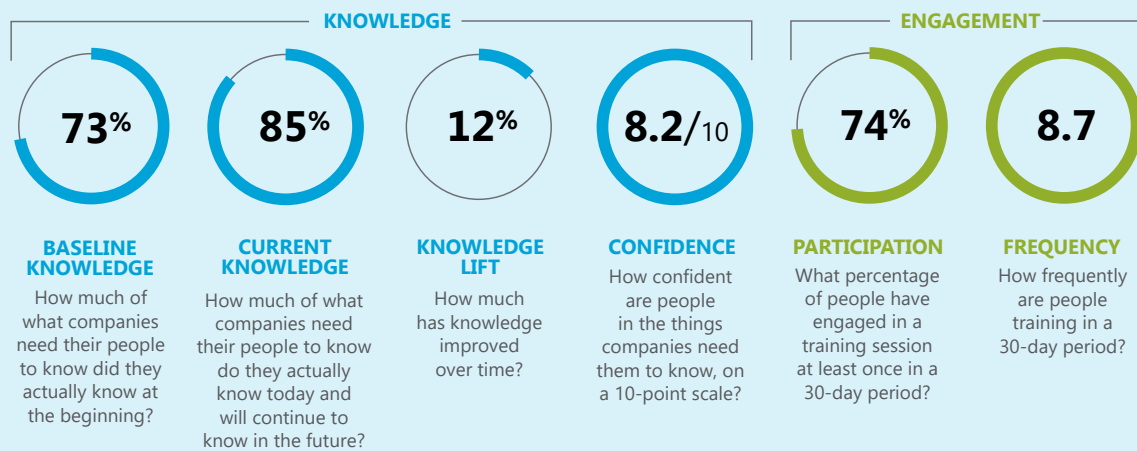 KNOWLEDGE
73%
BASELINE
KNOWLEDGE
How much of
what companies
need their people
to know did they
actually know at
the beginning?
85%
CURRENT
KNOWLEDGE
How much of what
companies need
their people to know
do they actually
know today and
will continue to
know in the future?
12%
KNOWLEDGE
LIFT
How much
has knowledge
improved
over time?
8.2/10
CONFIDENCE
How confident
are people
in the things
companies need
them to know, on
a 10-point scale?
ENGAGEMENT
74%
PARTICIPATION
What percentage
of people have
engaged in a
training session
at least once in a
30-day period?
8.7
FREQUENCY
How frequently
are people
training in a
30-day period?